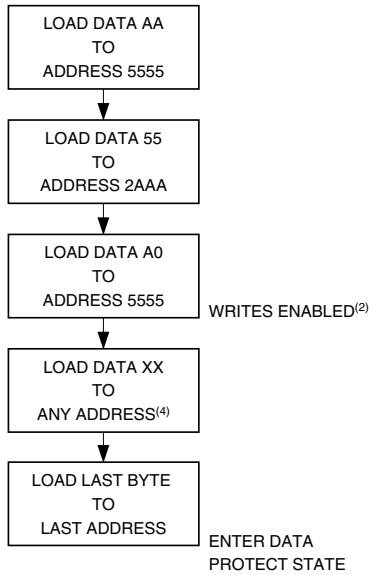 LOAD DATA AA
TO
ADDRESS 5555
LOAD DATA 55
TO
ADDRESS 2AAA
LOAD DATA A0
TO
ADDRESS 5555
WRITES ENABLED(2)
LOAD DATA XX
TO
ANY ADDRESS(4)
LOAD LAST BYTE
TO
LAST ADDRESS
ENTER DATA
PROTECT STATE